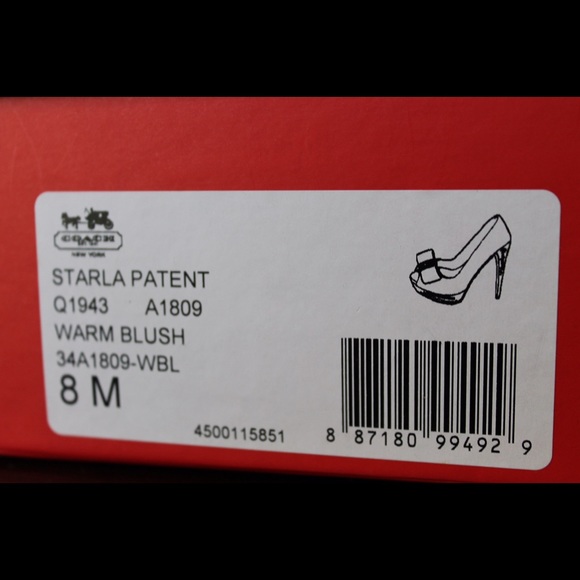 COACH
NEW YORK
STARLA PATENT
Q1943 A1809
WARM BLUSH
34A1809-WBL
8 M
4500115851
8 87180 99492 9